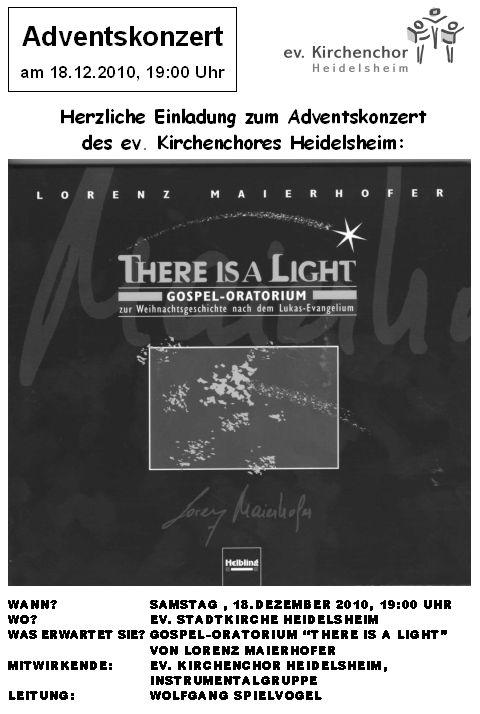 Adventskonzert
am 18.12.2010, 19:00 Uhr
ev. Kirchenchor
Heidelsheim
Herzliche Einladung zum Adventskonzert
des ev. Kirchenchores Heidelsheim:
LORENZ MAIERHOFER
THERE IS A LIGHT
GOSPEL-ORATORIUM
zur Weihnachtsgeschichte nach dem Lukas-Evangelium
Lorenz Maierhofer
Helbling
WANN? SAMSTAG , 18.DEZEMBER 2010, 19:00 UHR
WO? EV. STADTKIRCHE HEIDELSHEIM
WAS ERWARTET SIE? GOSPEL-ORATORIUM "THERE IS A LIGHT"
VON LORENZ MAIERHOFER
MITWIRKENDE: EV. KIRCHENCHOR HEIDELSHEIM,
INSTRUMENTALGRUPPE
LEITUNG: WOLFGANG SPIELVOGEL